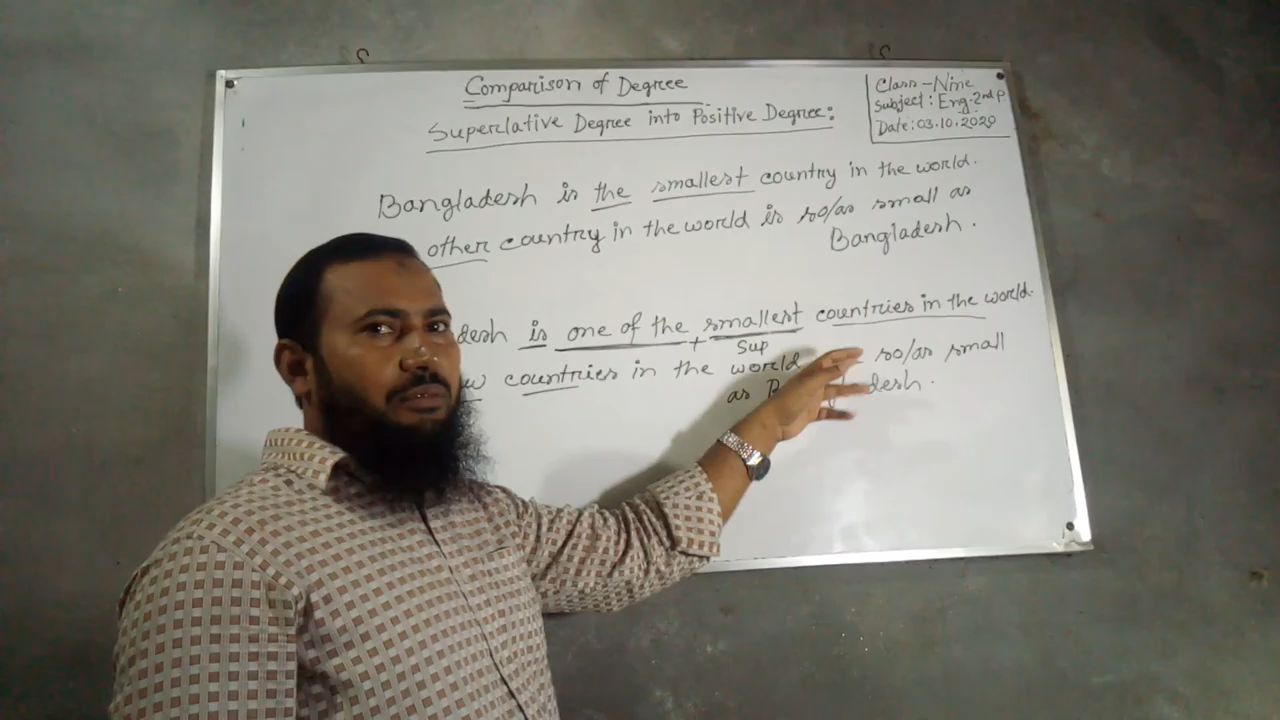 Comparison of Degree
Superlative Degree into Positive Degree:
Class - Nine
Subject: Eng. 2nd P
Date: 03.10.2020
Bangladesh is the smallest country in the world.
other country in the world is so/as small as
Bangladesh.
desh is one of the + smallest countries in the world.
Sup
w countries in the world so/as small
as B desh.